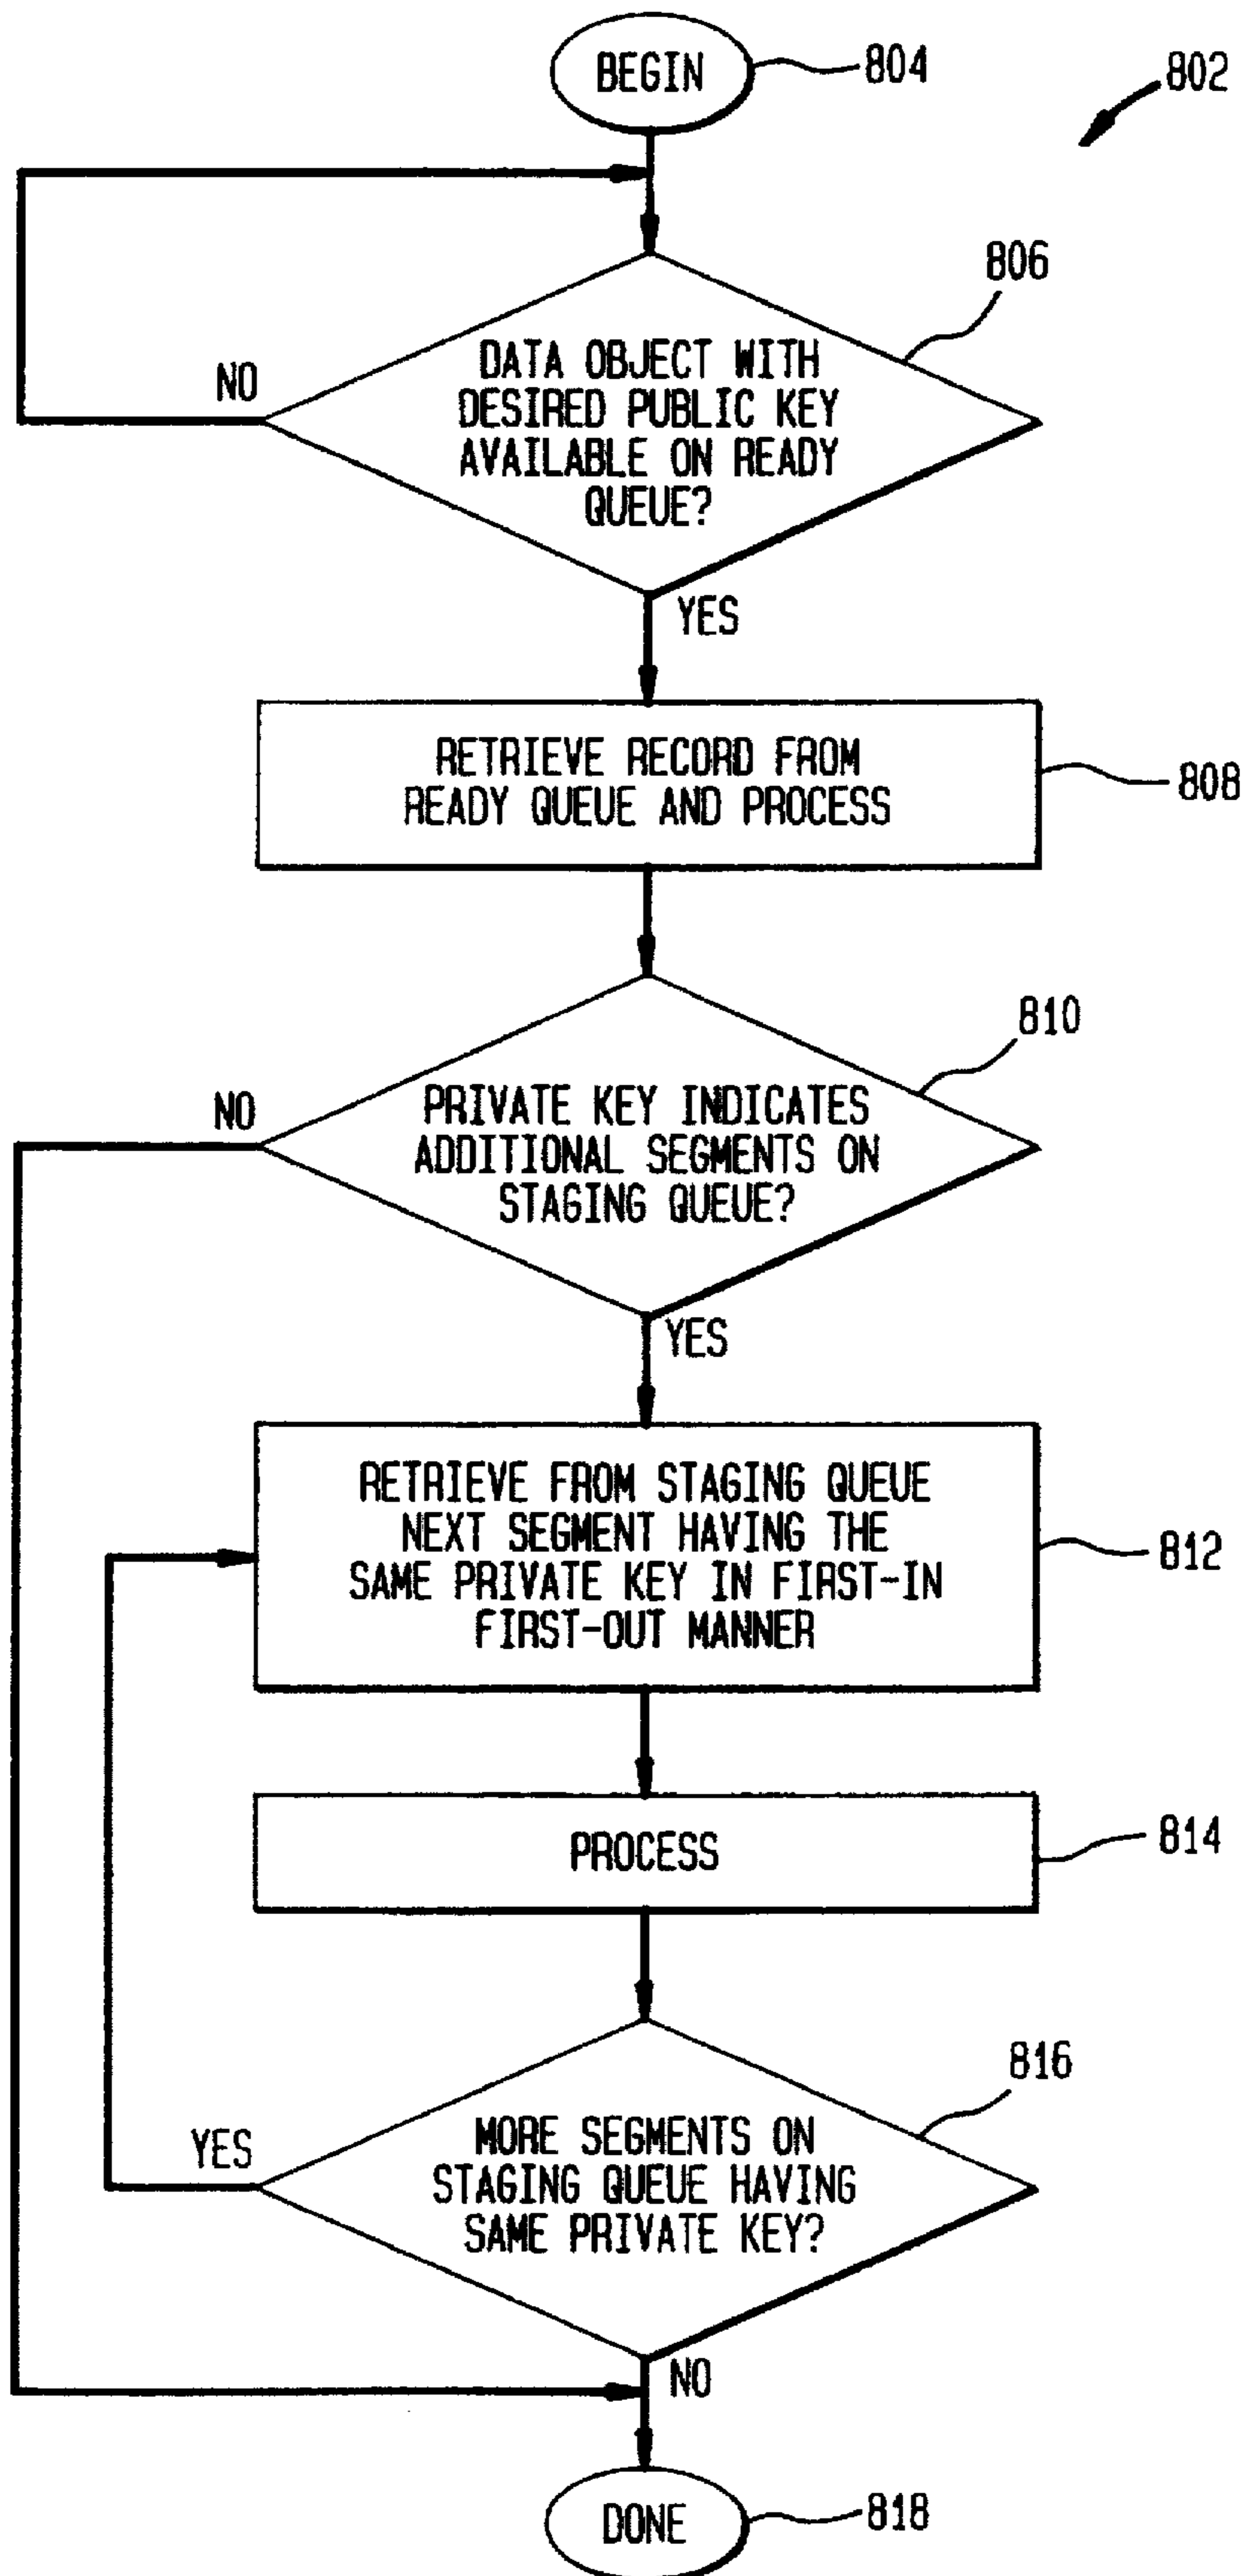 BEGIN
804
802
806
DATA OBJECT WITH
DESIRED PUBLIC KEY
AVAILABLE ON READY
QUEUE?
NO
YES
RETRIEVE RECORD FROM
READY QUEUE AND PROCESS
808
810
PRIVATE KEY INDICATES
ADDITIONAL SEGMENTS ON
STAGING QUEUE?
NO
YES
RETRIEVE FROM STAGING QUEUE
NEXT SEGMENT HAVING THE
SAME PRIVATE KEY IN FIRST-IN
FIRST-OUT MANNER
812
PROCESS
814
816
MORE SEGMENTS ON
STAGING QUEUE HAVING
SAME PRIVATE KEY?
YES
NO
DONE
818